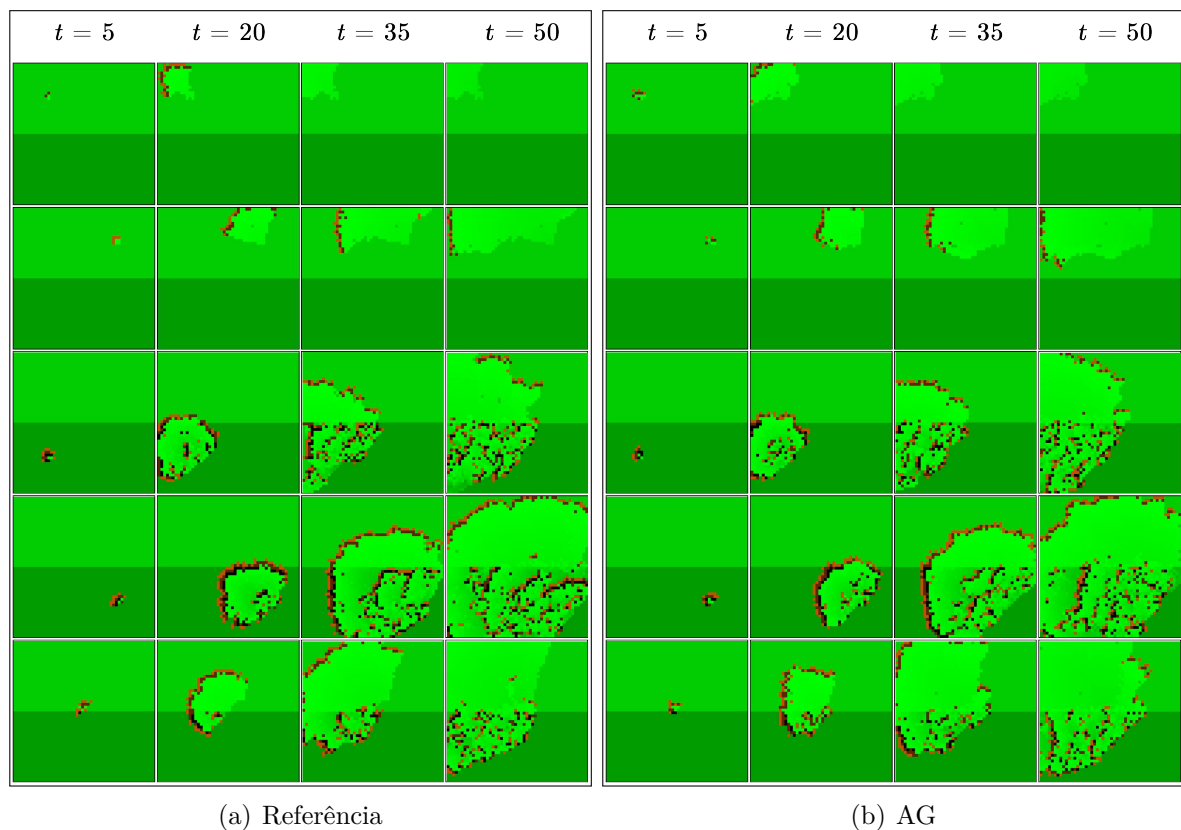 t = 5 t = 20 t = 35 t = 50
t = 5 t = 20 t = 35 t = 50
(a) Referência
(b) AG